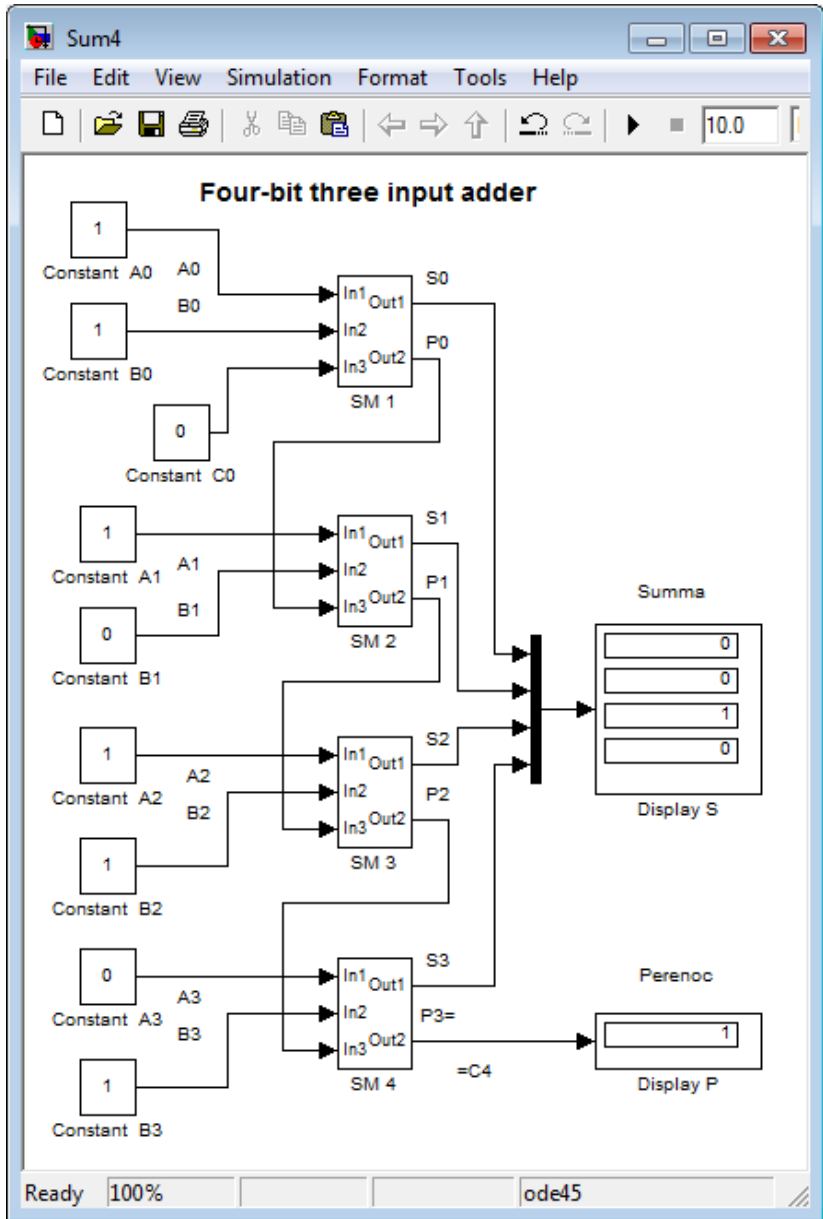 Sum4
File Edit View Simulation Format Tools Help
10.0
Four-bit three input adder
1
Constant A0
A0
B0
1
Constant B0
0
Constant C0
In1
In2
In3
Out1
Out2
SM 1
S0
P0
1
Constant A1
A1
B1
0
Constant B1
In1
In2
In3
Out1
Out2
SM 2
S1
P1
1
Constant A2
A2
B2
1
Constant B2
In1
In2
In3
Out1
Out2
SM 3
S2
P2
0
Constant A3
A3
B3
1
Constant B3
In1
In2
In3
Out1
Out2
SM 4
S3
P3=
=C4
Summa
0
0
1
0
Display S
Perenoc
1
Display P
Ready 100% ode45